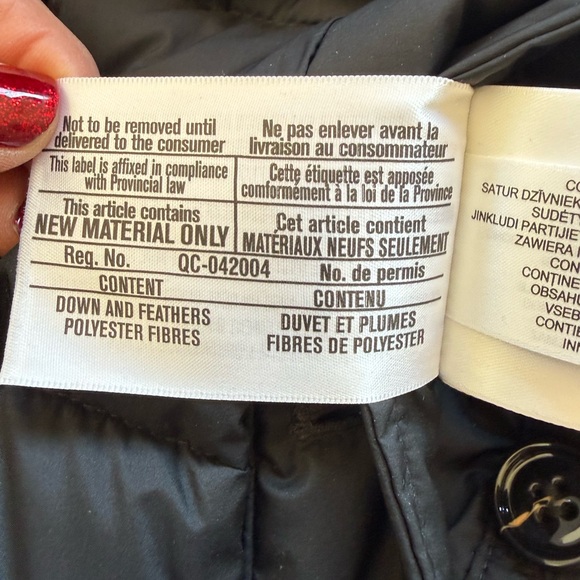 Not to be removed until
delivered to the consumer
Ne pas enlever avant la
livraison au consommateur
This label is affixed in compliance
with Provincial law
Cette étiquette est apposée
conformément à la loi de la Province
This article contains
NEW MATERIAL ONLY
Cet article contient
MATÉRIAUX NEUFS SEULEMENT
Reg. No. QC-042004 No. de permis
CONTENT
DOWN AND FEATHERS
POLYESTER FIBRES
CONTENU
DUVET ET PLUMES
FIBRES DE POLYESTER
SATUR DZĪVNIEK
SUDĖTY
JINKLUDI PARTIJIET
ZAWIERA
CON
CONȚINE
OBSAHU
VSEB
CONTI